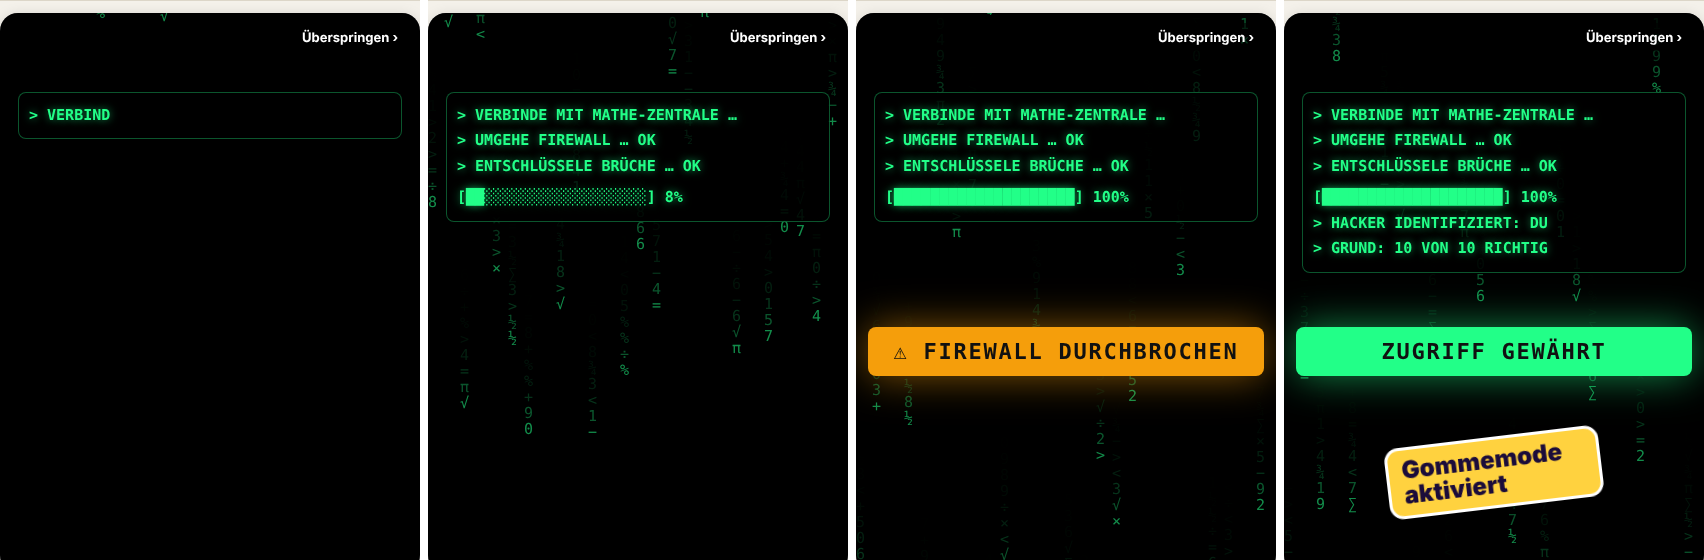 Überspringen ›
> VERBIND
Überspringen ›
> VERBINDE MIT MATHE-ZENTRALE …
> UMGEHE FIREWALL … OK
> ENTSCHLÜSSELE BRÜCHE … OK
[██░░░░░░░░░░░░░░░░░░] 8%
Überspringen ›
> VERBINDE MIT MATHE-ZENTRALE …
> UMGEHE FIREWALL … OK
> ENTSCHLÜSSELE BRÜCHE … OK
[████████████████████] 100%
⚠ FIREWALL DURCHBROCHEN
Überspringen ›
> VERBINDE MIT MATHE-ZENTRALE …
> UMGEHE FIREWALL … OK
> ENTSCHLÜSSELE BRÜCHE … OK
[████████████████████] 100%
> HACKER IDENTIFIZIERT: DU
> GRUND: 10 VON 10 RICHTIG
ZUGRIFF GEWÄHRT
Gommemode
aktiviert